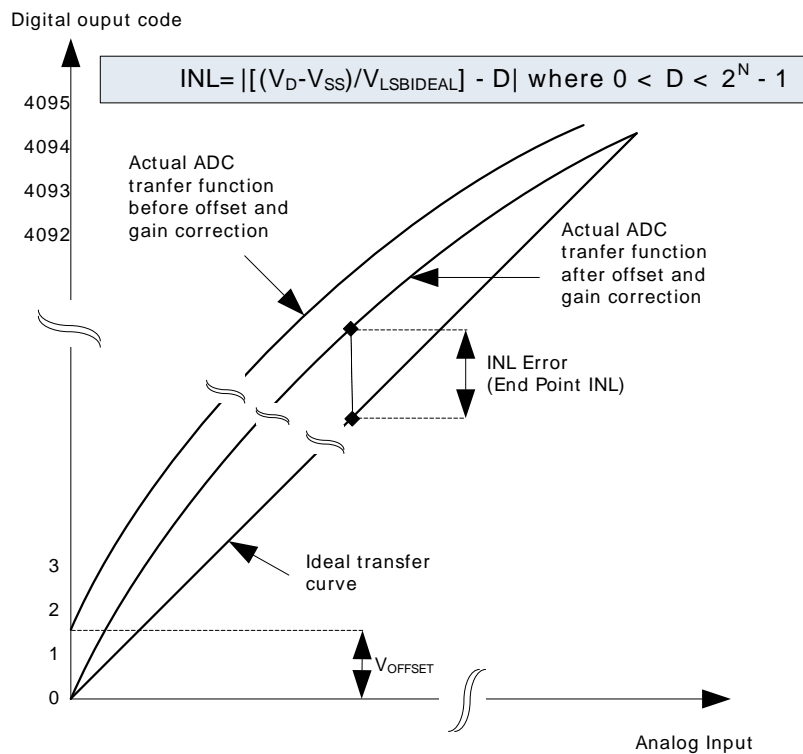 Digital ouput code
INL= |[(VD-VSS)/VLSBIDEAL] - D| where 0 < D < 2^N - 1
4095
4094
4093
4092
Actual ADC
tranfer function
before offset and
gain correction
Actual ADC
tranfer function
after offset and
gain correction
INL Error
(End Point INL)
3
2
1
0
Ideal transfer
curve
VOFFSET
Analog Input